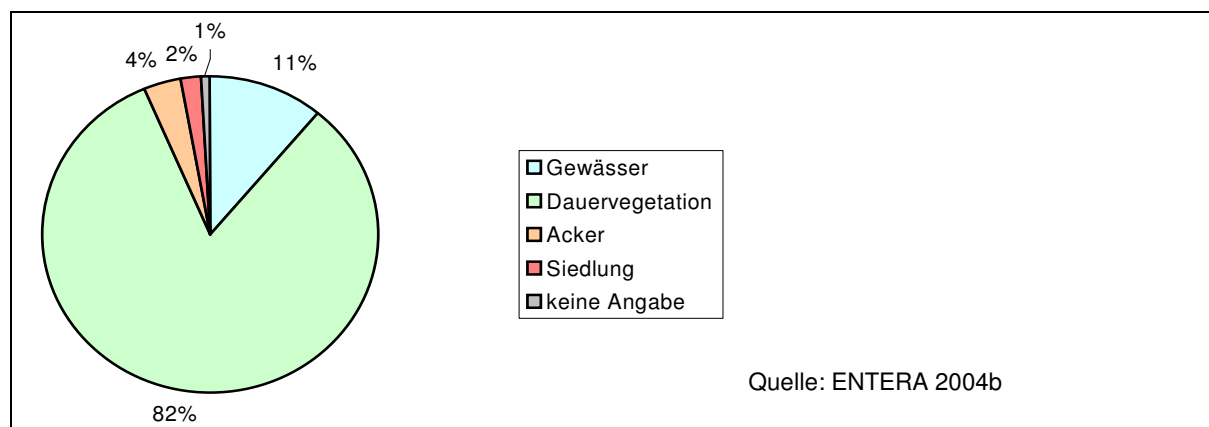 1%
4%
2%
11%
Gewässer
Dauervegetation
Acker
Siedlung
keine Angabe
Quelle: ENTERA 2004b
82%